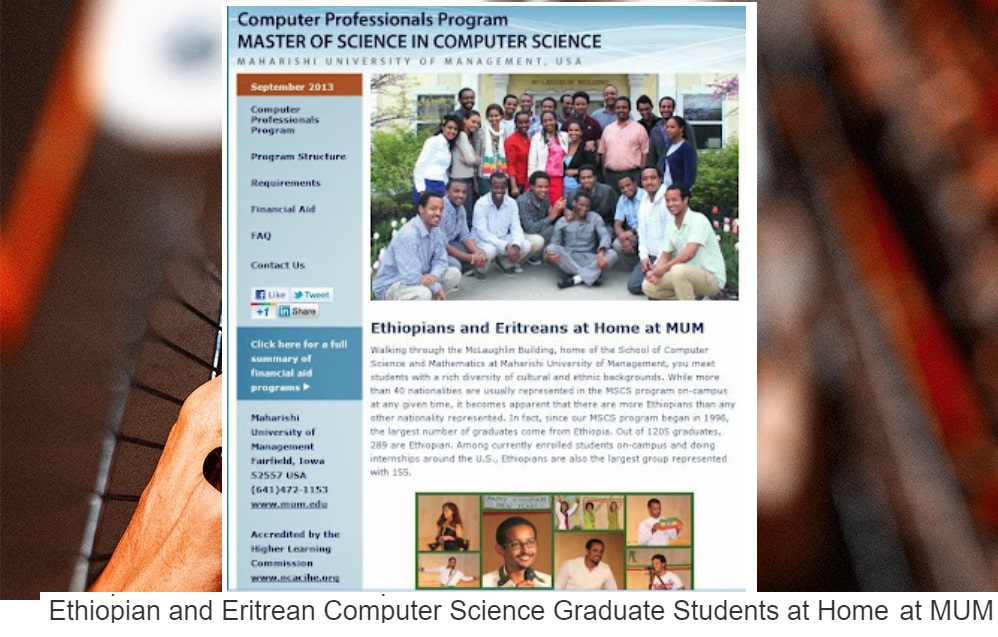 Computer Professionals Program
MASTER OF SCIENCE IN COMPUTER SCIENCE
MAHARISHI UNIVERSITY OF MANAGEMENT, USA
September 2013
Computer
Professionals
Program
Program Structure
Requirements
Financial Aid
FAQ
Contact Us
Like Tweet
+1 in Share
Click here for a full
summary of
financial aid
programs
Maharishi
University of
Management
Fairfield, Iowa
52557 USA
(641)472-1153
www.mum.edu
Accredited by the
Higher Learning
Commission
www.ncacihe.org
McLAUGHLIN BUILDING
Ethiopians and Eritreans at Home at MUM
Walking through the McLaughlin Building, home of the School of Computer
Science and Mathematics at Maharishi University of Management, you meet
students with a rich diversity of cultural and ethnic backgrounds. While more
than 40 nationalities are usually represented in the MSCS program on-campus
at any given time, it becomes apparent that there are more Ethiopians than any
other nationality represented. In fact, since our MSCS program began in 1996,
the largest number of graduates come from Ethiopia. Out of 1205 graduates,
289 are Ethiopian. Among currently enrolled students on-campus and doing
internships around the U.S., Ethiopians are also the largest group represented
with 155.
Ethiopian and Eritrean Computer Science Graduate Students at Home at MUM